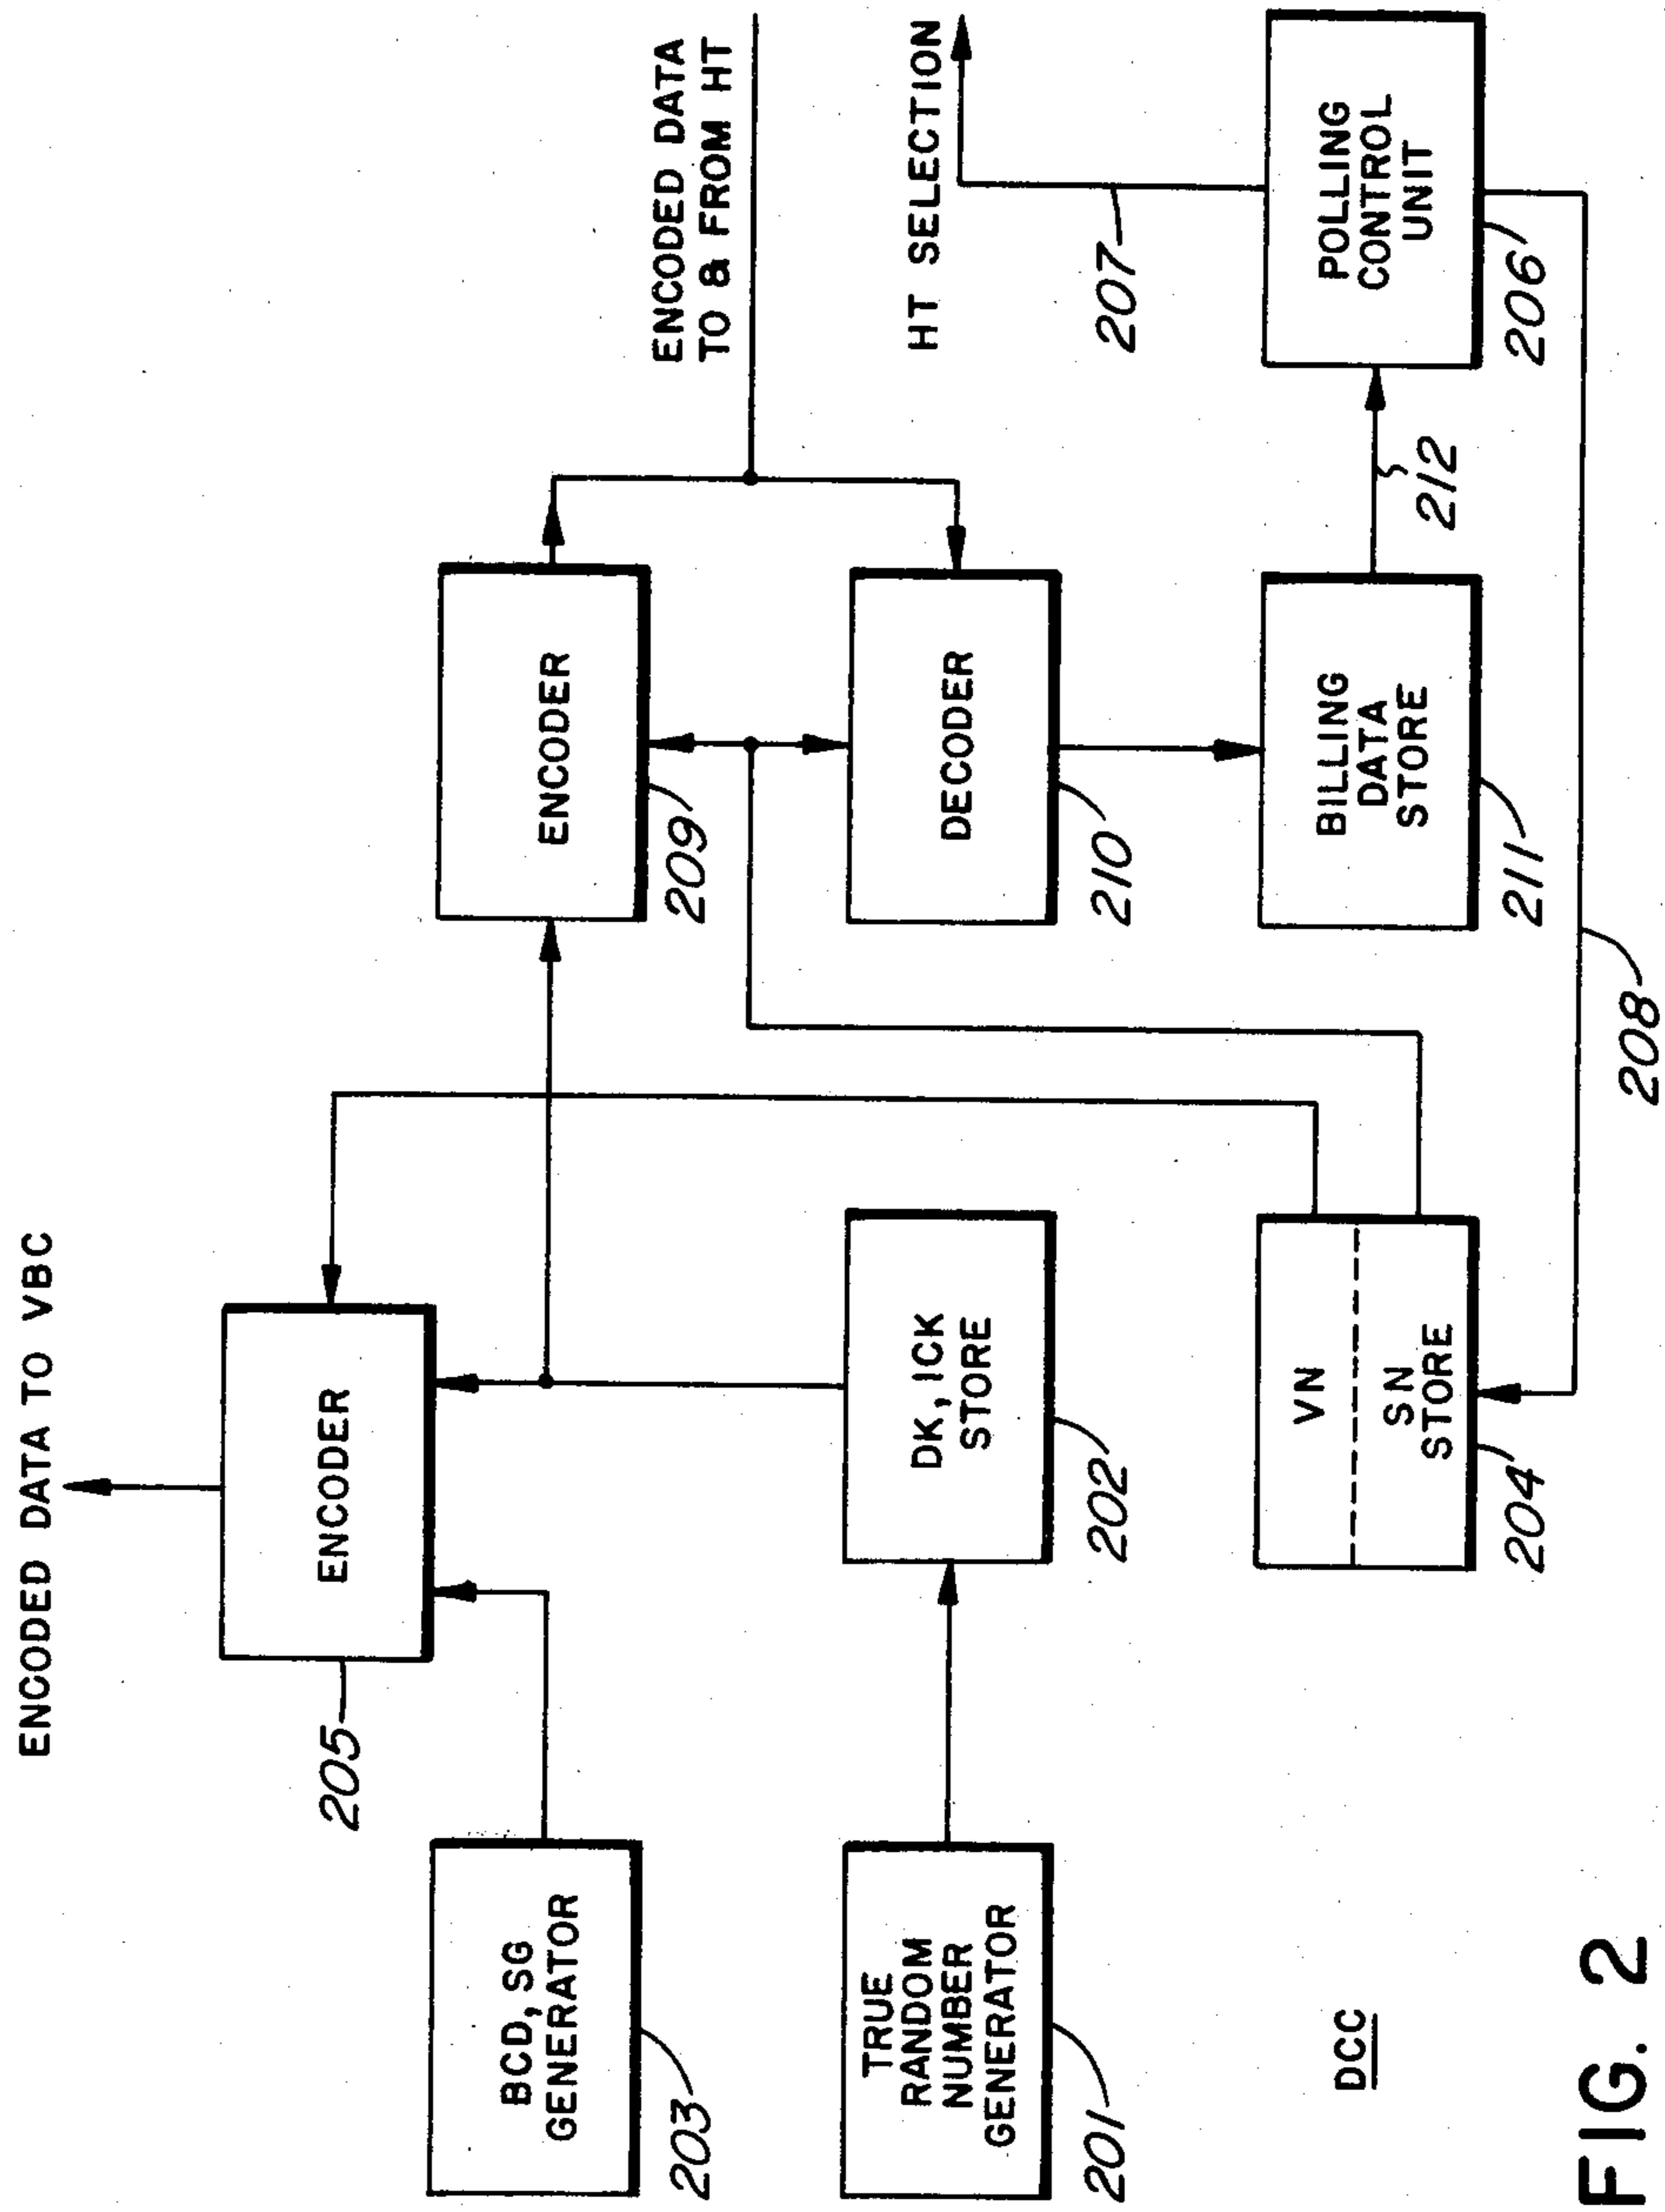 ENCODED DATA TO VBC
ENCODED DATA
TO & FROM HT
HT SELECTION
207
ENCODER
205
ENCODER
209
BCD, SG
GENERATOR
203
DK, ICK
STORE
202
DECODER
210
TRUE
RANDOM
NUMBER
GENERATOR
201
VN
SN
STORE
204
BILLING
DATA
STORE
211
212
POLLING
CONTROL
UNIT
206
208
DCC
FIG. 2